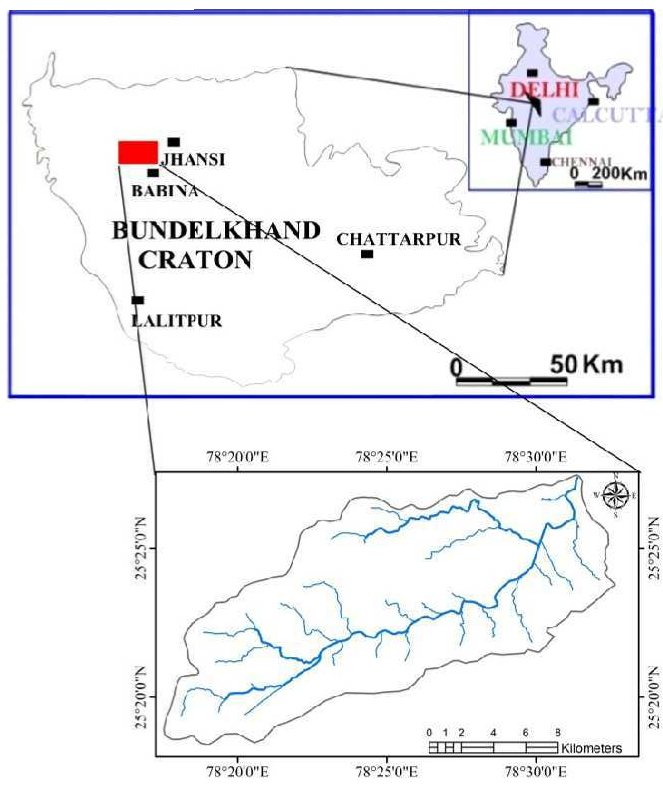 DELHI
CALCUTTA
MUMBAI
CHENNAI
0 200Km
JHANSI
BABINA
BUNDELKHAND
CRATON
CHATTARPUR
LALITPUR
0 50 Km
78°20'0"E 78°25'0"E 78°30'0"E
N
W E
S
25°25'0"N 25°25'0"N
25°20'0"N 25°20'0"N
0 1 2 4 6 8
Kilometers
78°20'0"E 78°25'0"E 78°30'0"E